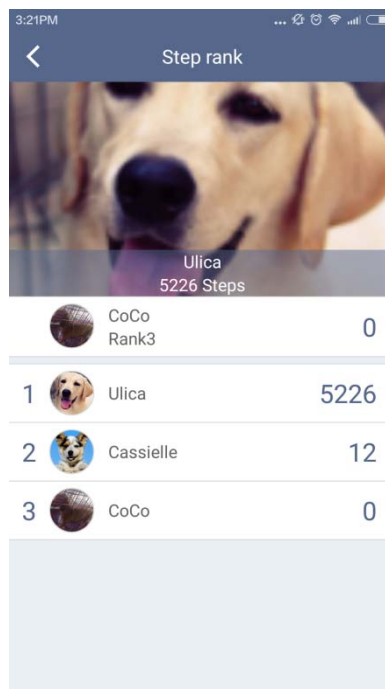 3:21PM
Step rank
Ulica
5226 Steps
CoCo
Rank3
0
1 Ulica 5226
2 Cassielle 12
3 CoCo 0